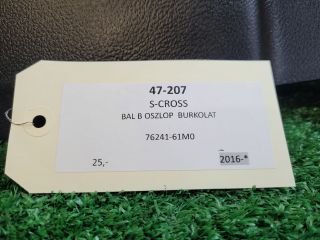 47-207
S-CROSS
BAL B OSZLOP BURKOLAT
76241-61M0
25,-
2016-*